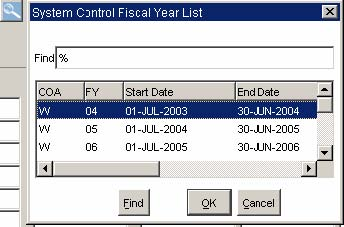 System Control Fiscal Year List
Find %
COA FY Start Date End Date
W 04 01-JUL-2003 30-JUN-2004
W 05 01-JUL-2004 30-JUN-2005
W 06 01-JUL-2005 30-JUN-2006
Find OK Cancel